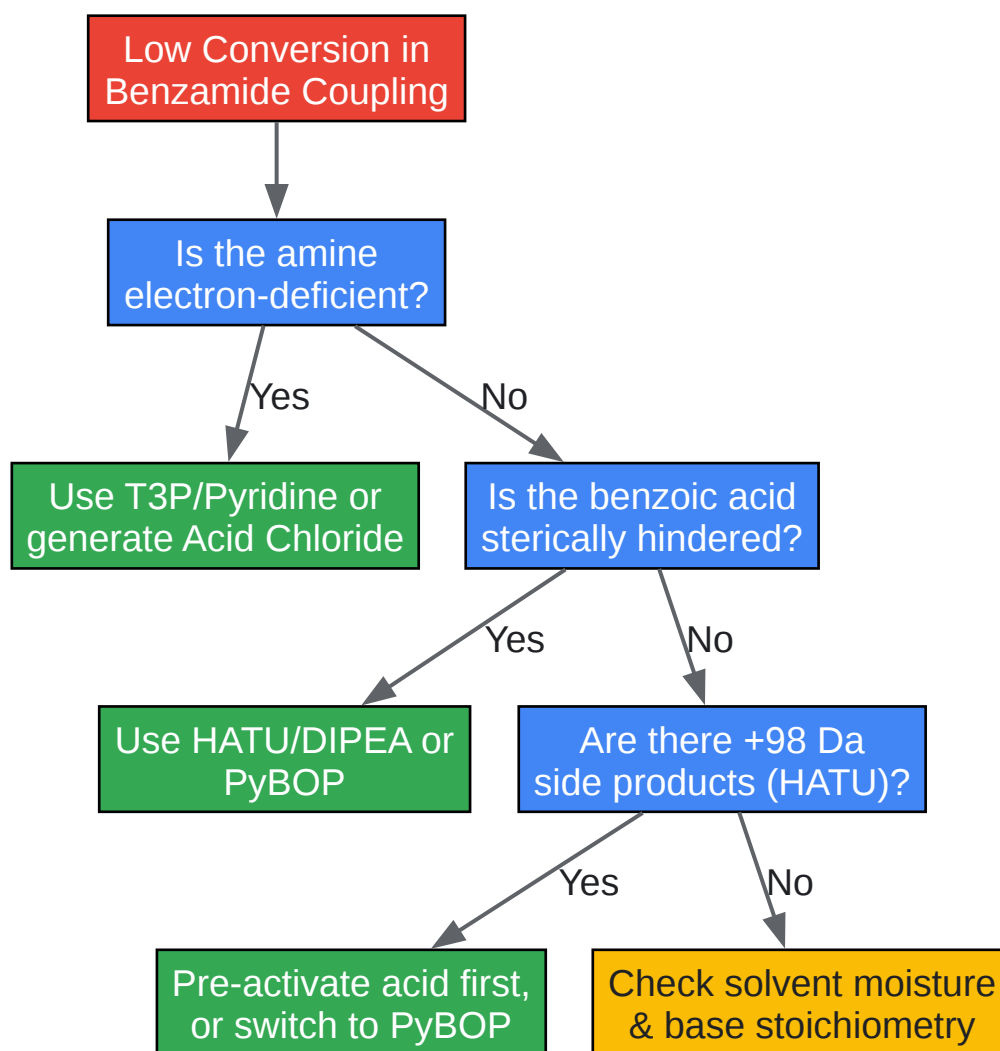 Low Conversion in
Benzamide Coupling
Is the amine
electron-deficient?
Yes
No
Use T3P/Pyridine or
generate Acid Chloride
Is the benzoic acid
sterically hindered?
Yes
No
Use HATU/DIPEA or
PyBOP
Are there +98 Da
side products (HATU)?
Yes
No
Pre-activate acid first,
or switch to PyBOP
Check solvent moisture
& base stoichiometry